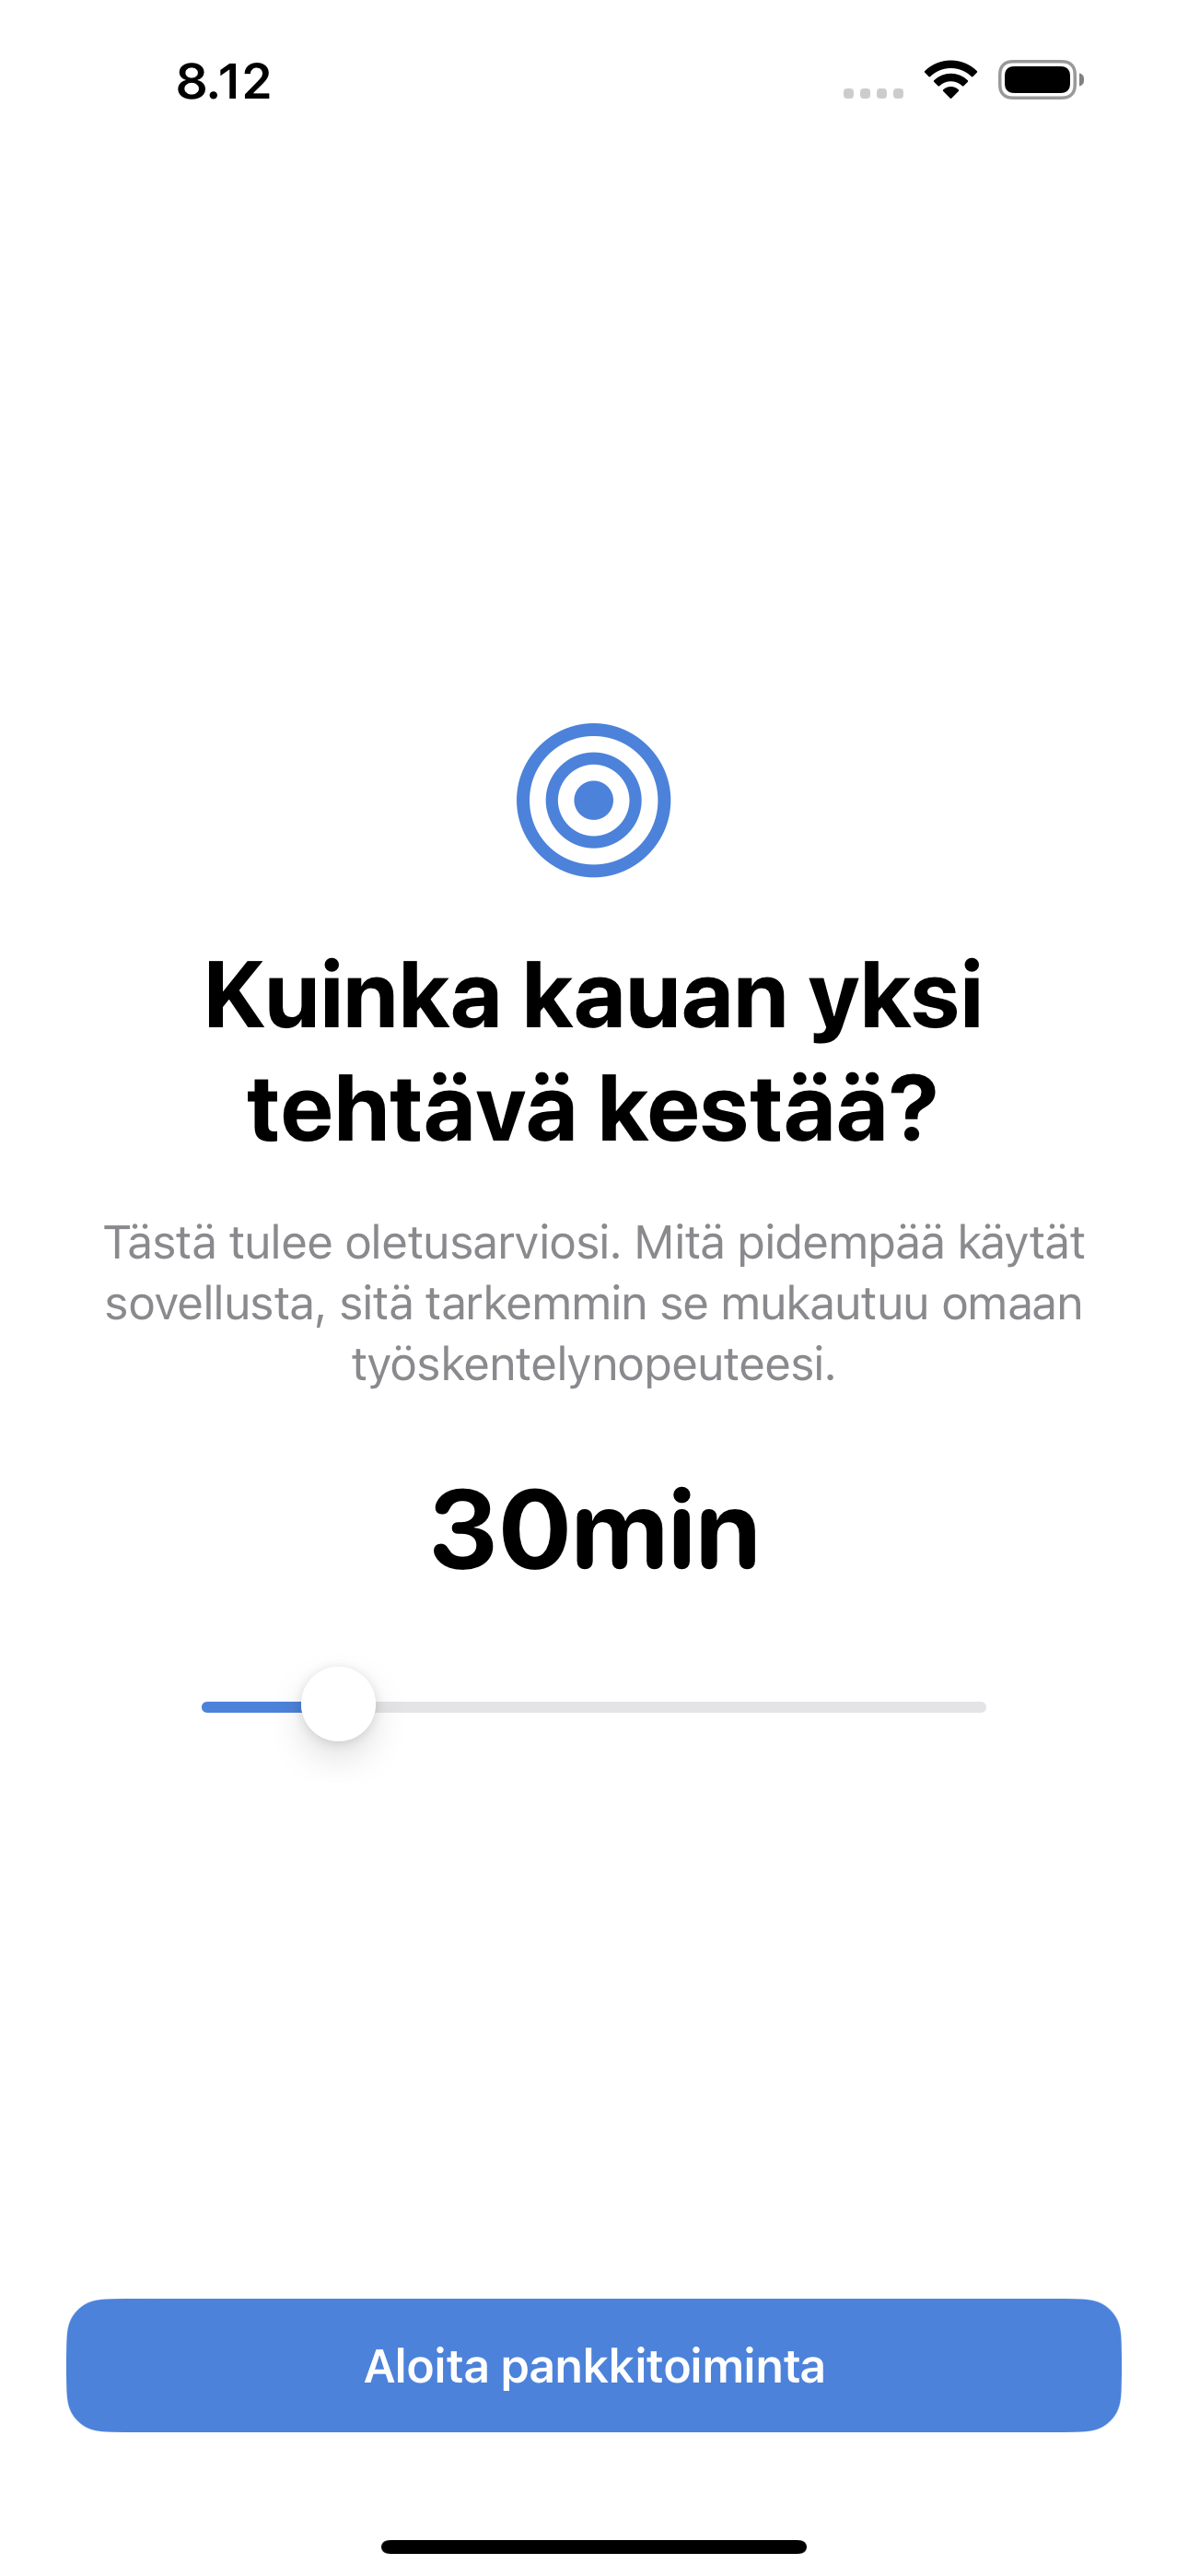 8.12
Kuinka kauan yksi
tehtävä kestää?
Tästä tulee oletusarviosi. Mitä pidempää käytät
sovellusta, sitä tarkemmin se mukautuu omaan
työskentelynopeuteesi.
30min
Aloita pankkitoiminta